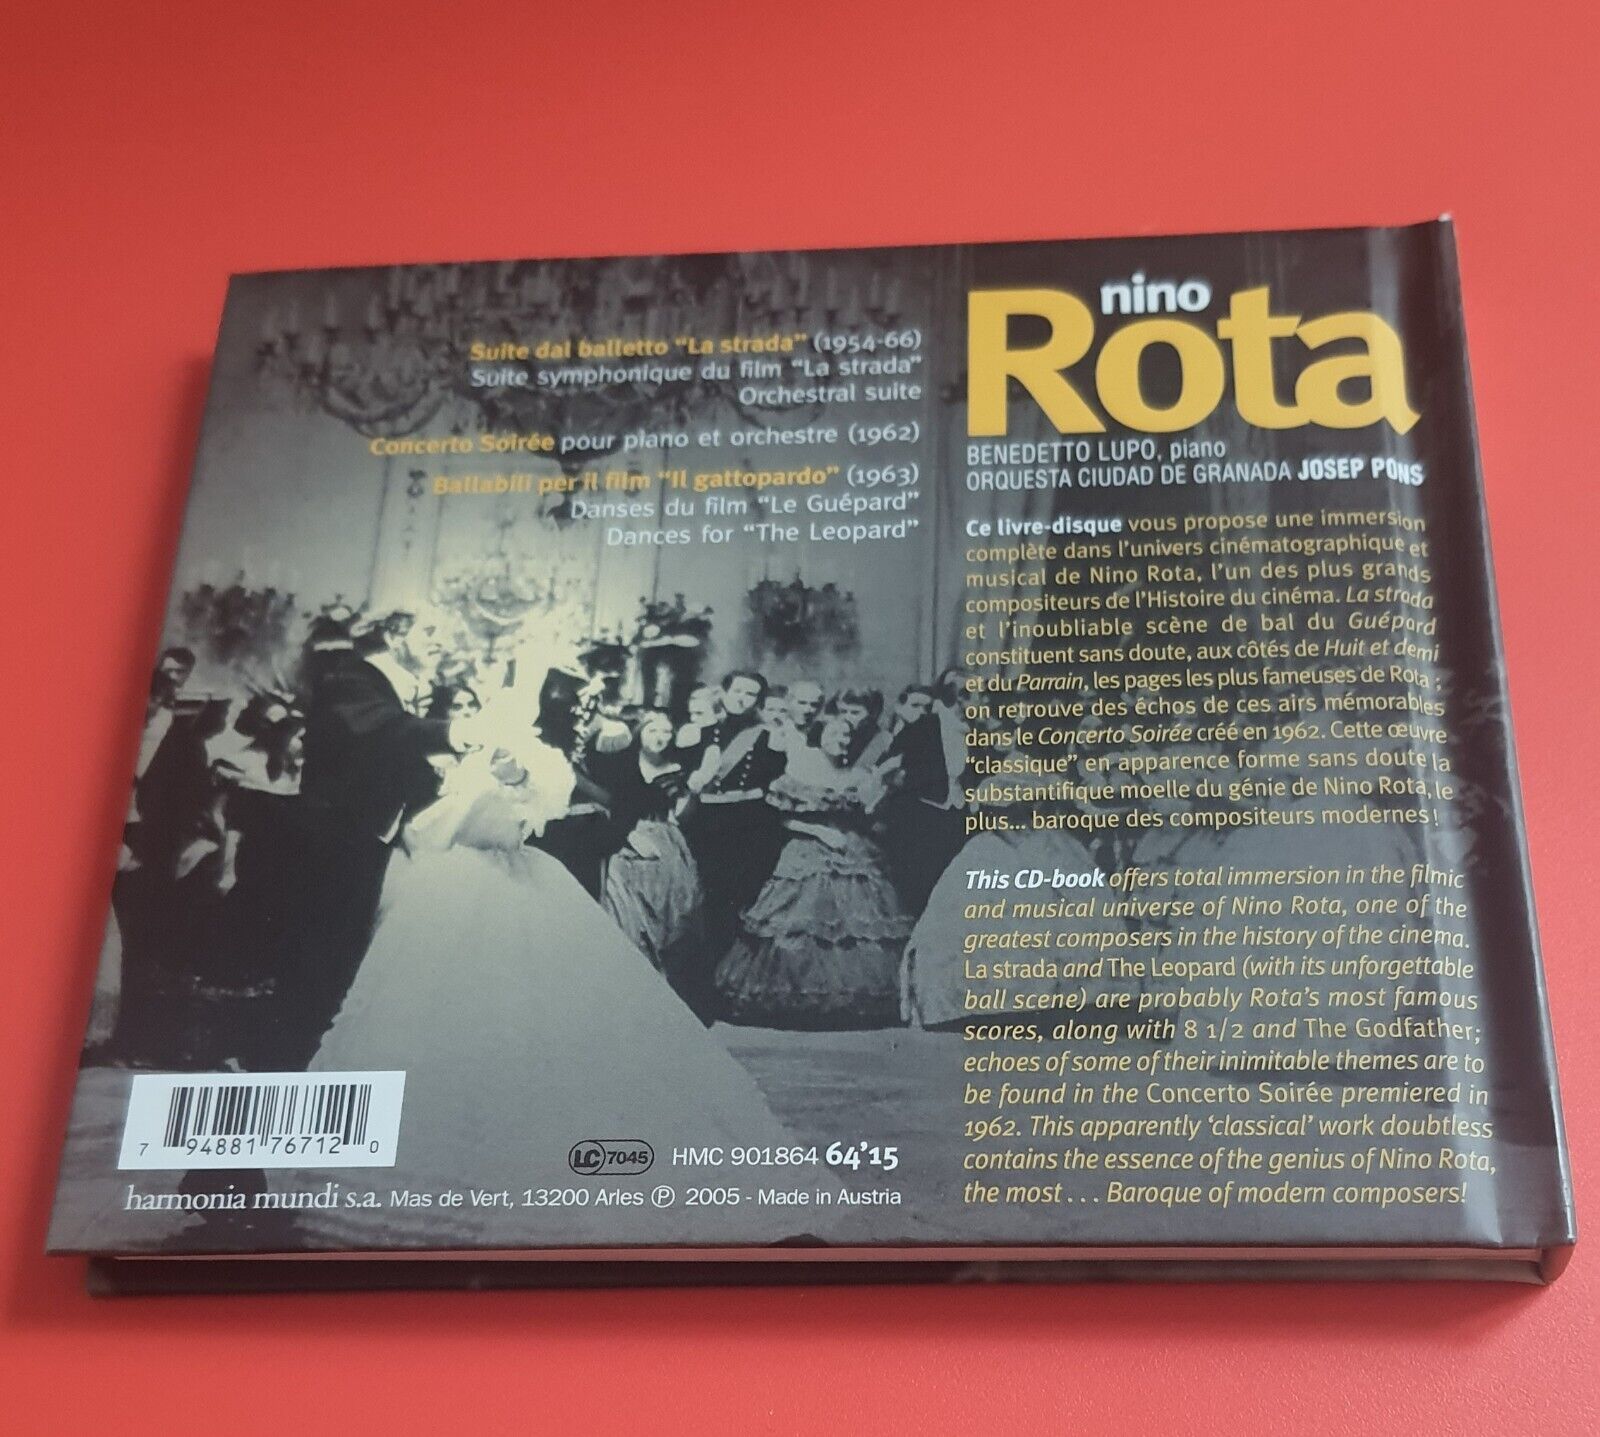 Suite dal balletto "La strada" (1954-66)
Suite symphonique du film "La strada"
Orchestral suite
Concerto Soirée pour piano et orchestre (1962)
Ballabili per il film "Il gattopardo" (1963)
Danses du film "Le Guépard"
Dances for "The Leopard"
nino
Rota
BENEDETTO LUPO, piano
ORQUESTA CIUDAD DE GRANADA JOSEP PONS
Ce livre-disque vous propose une immersion
complète dans l'univers cinématographique et
musical de Nino Rota, l'un des plus grands
compositeurs de l'Histoire du cinéma. La strada
et l'inoubliable scène de bal du Guépard
constituent sans doute, aux côtés de Huit et demi
et du Parrain, les pages les plus fameuses de Rota ;
on retrouve des échos de ces airs mémorables
dans le Concerto Soirée créé en 1962. Cette œuvre
"classique" en apparence forme sans doute la
substantifique moelle du génie de Nino Rota, le
plus... baroque des compositeurs modernes !
This CD-book offers total immersion in the filmic
and musical universe of Nino Rota, one of the
greatest composers in the history of the cinema.
La strada and The Leopard (with its unforgettable
ball scene) are probably Rota's most famous
scores, along with 8 1/2 and The Godfather;
echoes of some of their inimitable themes are to
be found in the Concerto Soirée premiered in
1962. This apparently 'classical' work doubtless
contains the essence of the genius of Nino Rota,
the most . . . Baroque of modern composers!
7 94881 76712 0
LC 7045 HMC 901864 64'15
harmonia mundi s.a. Mas de Vert, 13200 Arles ℗ 2005 - Made in Austria